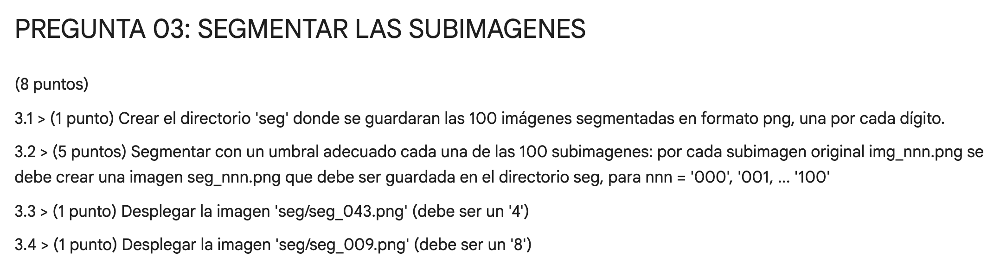 PREGUNTA 03: SEGMENTAR LAS SUBIMAGENES
(8 puntos)
3.1 > (1 punto) Crear el directorio 'seg' donde se guardaran las 100 imágenes segmentadas en formato png, una por cada dígito.
3.2 > (5 puntos) Segmentar con un umbral adecuado cada una de las 100 subimagenes: por cada subimagen original img_nnn.png se
debe crear una imagen seg_nnn.png que debe ser guardada en el directorio seg, para nnn = '000', '001, ... '100'
3.3 > (1 punto) Desplegar la imagen 'seg/seg_043.png' (debe ser un '4')
3.4 > (1 punto) Desplegar la imagen 'seg/seg_009.png' (debe ser un '8')